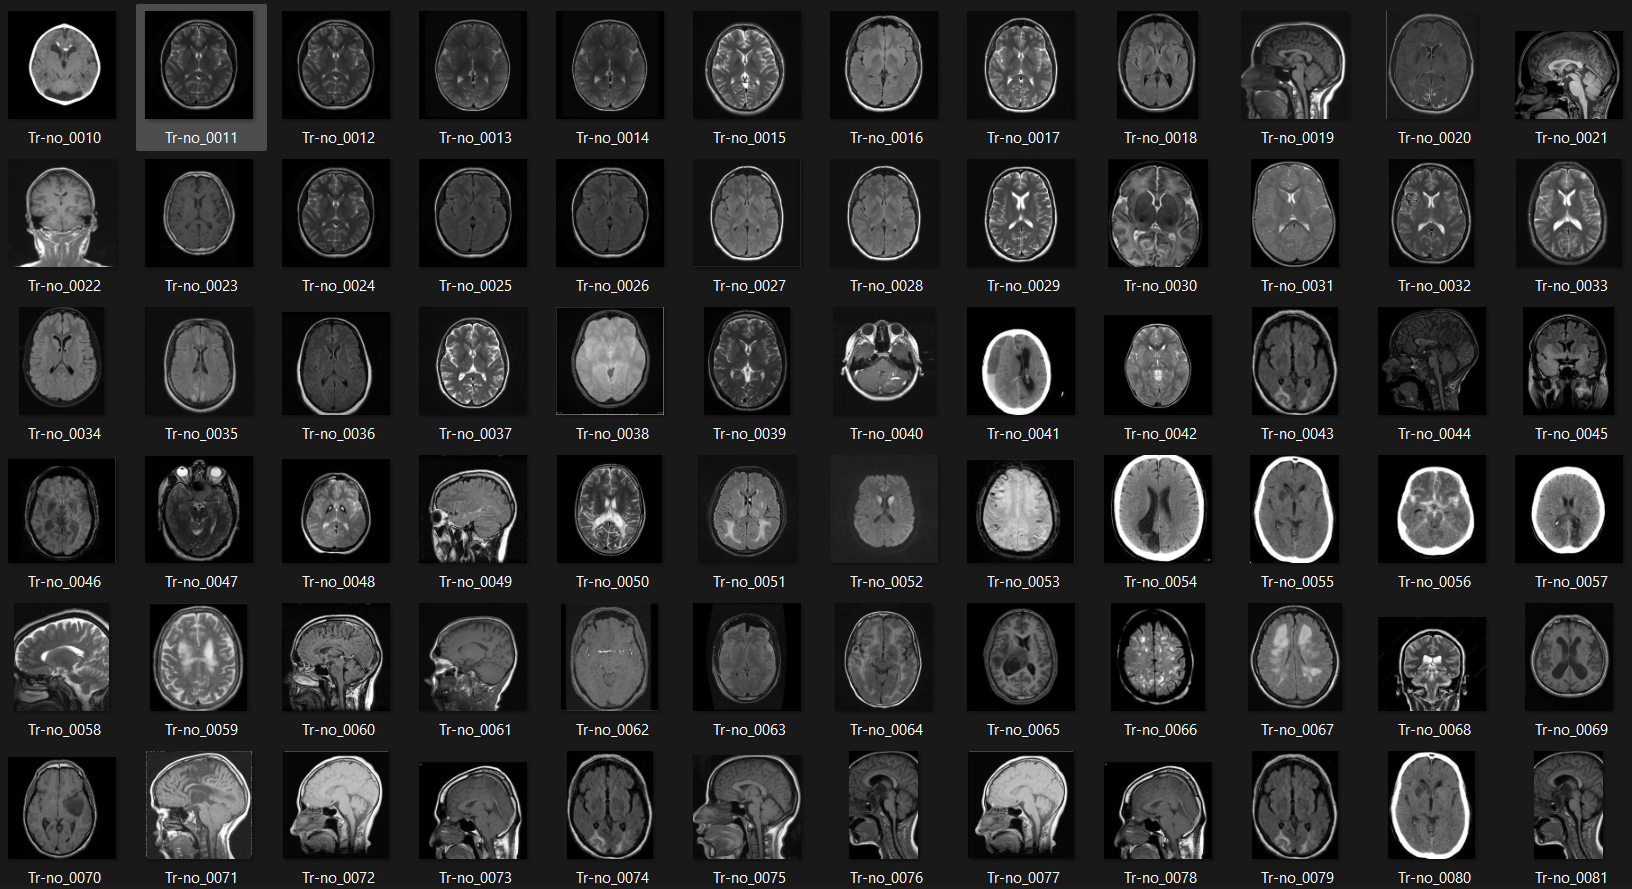 Tr-no_0010 Tr-no_0011 Tr-no_0012 Tr-no_0013 Tr-no_0014 Tr-no_0015 Tr-no_0016 Tr-no_0017 Tr-no_0018 Tr-no_0019 Tr-no_0020 Tr-no_0021
Tr-no_0022 Tr-no_0023 Tr-no_0024 Tr-no_0025 Tr-no_0026 Tr-no_0027 Tr-no_0028 Tr-no_0029 Tr-no_0030 Tr-no_0031 Tr-no_0032 Tr-no_0033
Tr-no_0034 Tr-no_0035 Tr-no_0036 Tr-no_0037 Tr-no_0038 Tr-no_0039 Tr-no_0040 Tr-no_0041 Tr-no_0042 Tr-no_0043 Tr-no_0044 Tr-no_0045
Tr-no_0046 Tr-no_0047 Tr-no_0048 Tr-no_0049 Tr-no_0050 Tr-no_0051 Tr-no_0052 Tr-no_0053 Tr-no_0054 Tr-no_0055 Tr-no_0056 Tr-no_0057
Tr-no_0058 Tr-no_0059 Tr-no_0060 Tr-no_0061 Tr-no_0062 Tr-no_0063 Tr-no_0064 Tr-no_0065 Tr-no_0066 Tr-no_0067 Tr-no_0068 Tr-no_0069
Tr-no_0070 Tr-no_0071 Tr-no_0072 Tr-no_0073 Tr-no_0074 Tr-no_0075 Tr-no_0076 Tr-no_0077 Tr-no_0078 Tr-no_0079 Tr-no_0080 Tr-no_0081